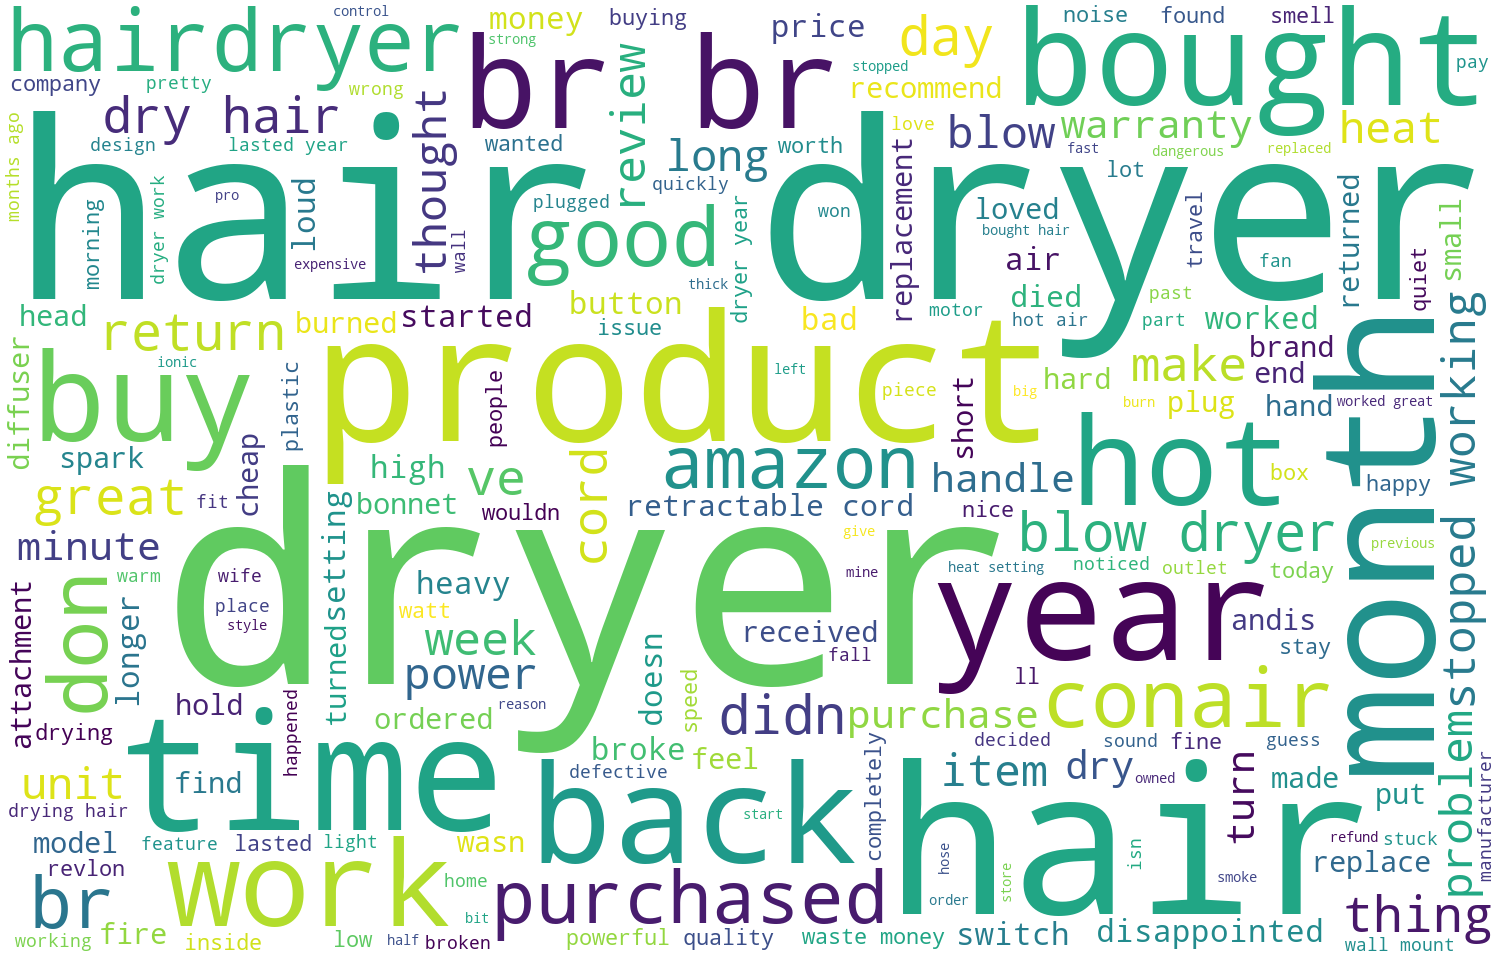 control
hairdryer
br br
money
strong
buying
price
day
noise
found
smell
bought
company
pretty
wrong
stopped
recommend
pay
dry hair
thought
review
months ago
design
lasted year
wanted
long
worth
love
blow
warranty
heat
fast
dangerous
replaced
hair dryer
quickly
lot
morning
dryer work
pro
loud
wall
plugged
good
dryer year
won
replacement
loved
bought hair
travel
returned
small
expensive
thick
air
fan
quiet
head
return
burned
started
button
issue
bad
motor
died
hot air
past
part
worked
month
ionic
diffuser
buy
plastic
product
people
left
piece
big
short
hard
make
burn
plug
brand
end
hand
worked great
working
spark
cheap
high
cord
amazon
handle
hot
box
happy
great
fit
bonnet
ve
wouldn
retractable cord
nice
give
blow dryer
previous
minute
don
warm
wife
place
style
setting
turned
heavy
watt
dryer
mine
heat setting
noticed
outlet
today
stopped
attachment
longer
week
power
doesn
received
fall
year
ll
andis
stay
hold
drying
happened
ordered
reason
speed
didn
purchase
conair
problem
unit
find
time
broke
feel
defective
completely
decided
sound
fine
guess
owned
item
dry
turn
made
put
manufacturer
drying hair
model
feature
lasted
light
wasn
back
start
hair
refund
stuck
revlon
br
work
home
bit
purchased
hose
order
store
isn
smoke
replace
thing
working
fire
inside
low
half
broken
powerful
quality
waste money
switch
disappointed
wall mount